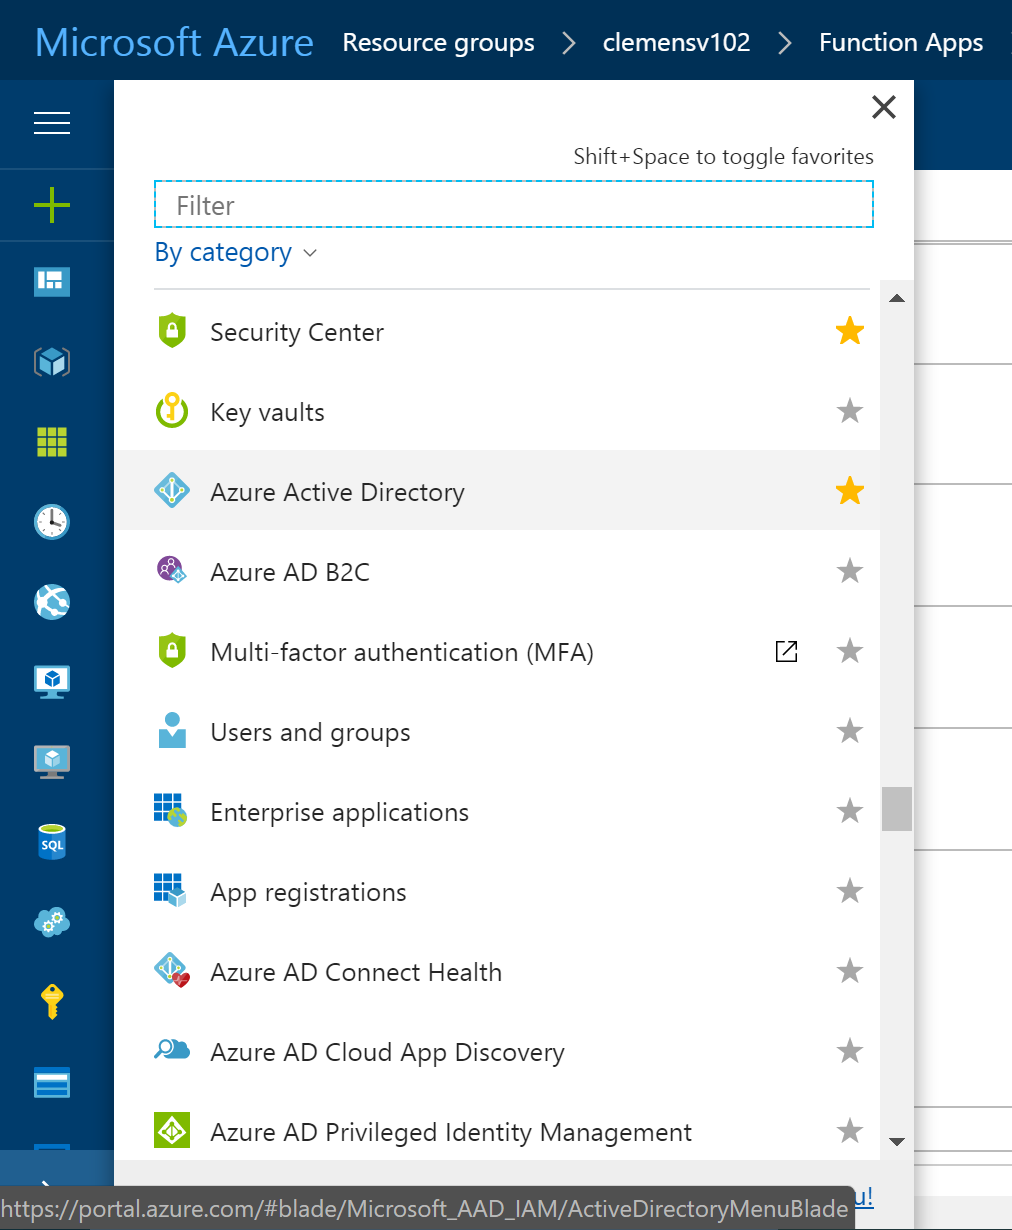 Microsoft Azure Resource groups > clemensv102 > Function Apps
Shift+Space to toggle favorites
Filter
By category
Security Center
Key vaults
Azure Active Directory
Azure AD B2C
Multi-factor authentication (MFA)
Users and groups
Enterprise applications
App registrations
Azure AD Connect Health
Azure AD Cloud App Discovery
Azure AD Privileged Identity Management
SQL
u!
https://portal.azure.com/#blade/Microsoft_AAD_IAM/ActiveDirectoryMenuBlade